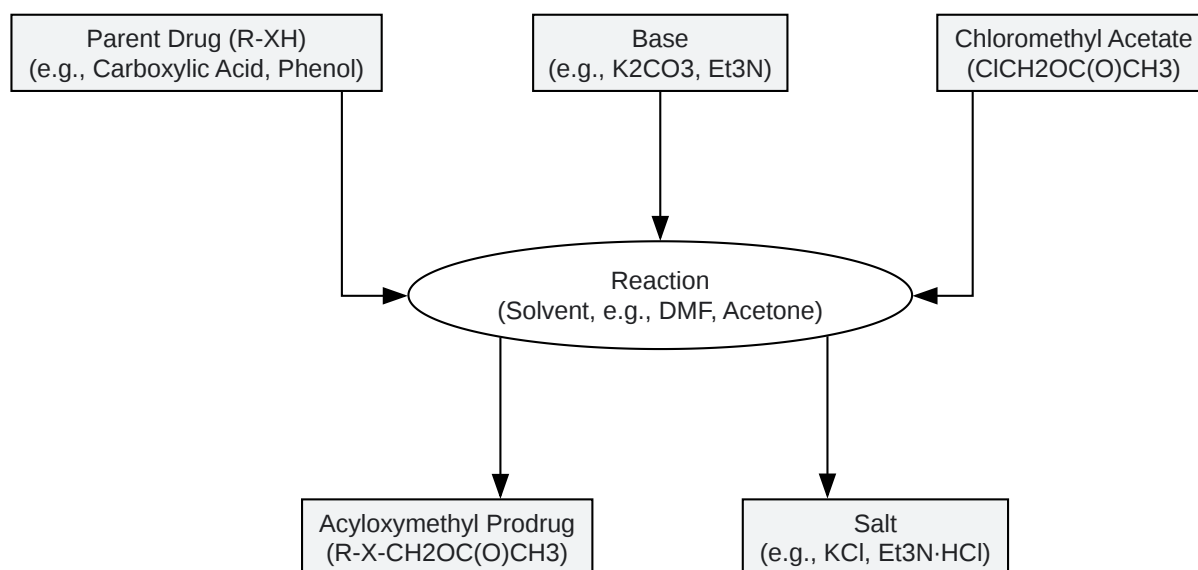 Parent Drug (R-XH)
(e.g., Carboxylic Acid, Phenol)
Base
(e.g., K2CO3, Et3N)
Chloromethyl Acetate
(ClCH2OC(O)CH3)
Reaction
(Solvent, e.g., DMF, Acetone)
Acyloxymethyl Prodrug
(R-X-CH2OC(O)CH3)
Salt
(e.g., KCl, Et3N·HCl)